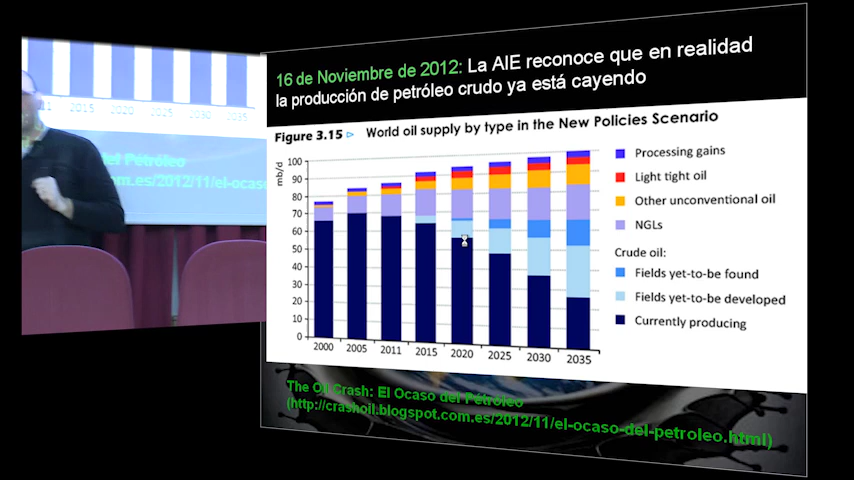 16 de Noviembre de 2012: La AIE reconoce que en realidad
la producción de petróleo crudo ya está cayendo
Figure 3.15 ▷ World oil supply by type in the New Policies Scenario
mb/d
100
90
80
70
60
50
40
30
20
10
0
2000 2005 2011 2015 2020 2025 2030 2035
Processing gains
Light tight oil
Other unconventional oil
NGLs
Crude oil:
Fields yet-to-be found
Fields yet-to-be developed
Currently producing
The Oil Crash: El Ocaso del Petróleo
(http://crashoil.blogspot.com.es/2012/11/el-ocaso-del-petroleo.html)
11 2015 2020 2025 2030 2035
del Petróleo
om.es/2012/11/el-ocaso